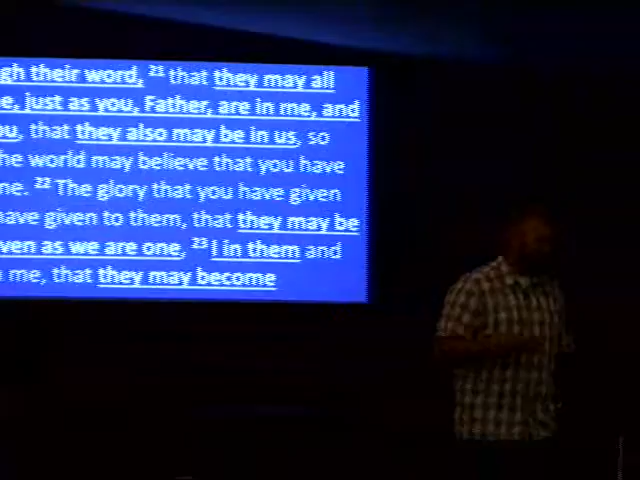 gh their word, 21 that they may all
e, just as you, Father, are in me, and
ou, that they also may be in us, so
he world may believe that you have
me. 22 The glory that you have given
have given to them, that they may be
ven as we are one, 23 I in them and
me, that they may become